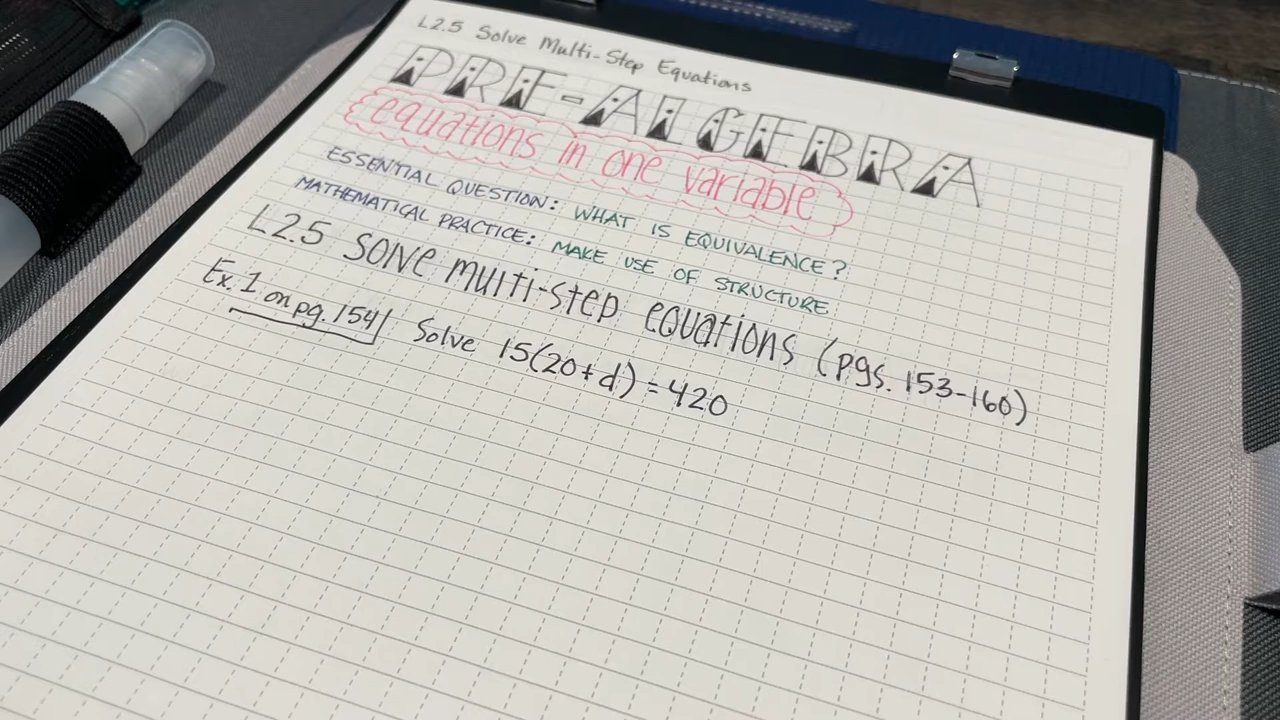 L2.5 Solve Multi-Step Equations
PRE-ALGEBRA
equations in one variable
ESSENTIAL QUESTION: WHAT IS EQUIVALENCE?
MATHEMATICAL PRACTICE: MAKE USE OF STRUCTURE
L2.5 Solve multi-step equations (pgs. 153-160)
Ex. 1 on pg. 154 Solve 15(20+d) = 420